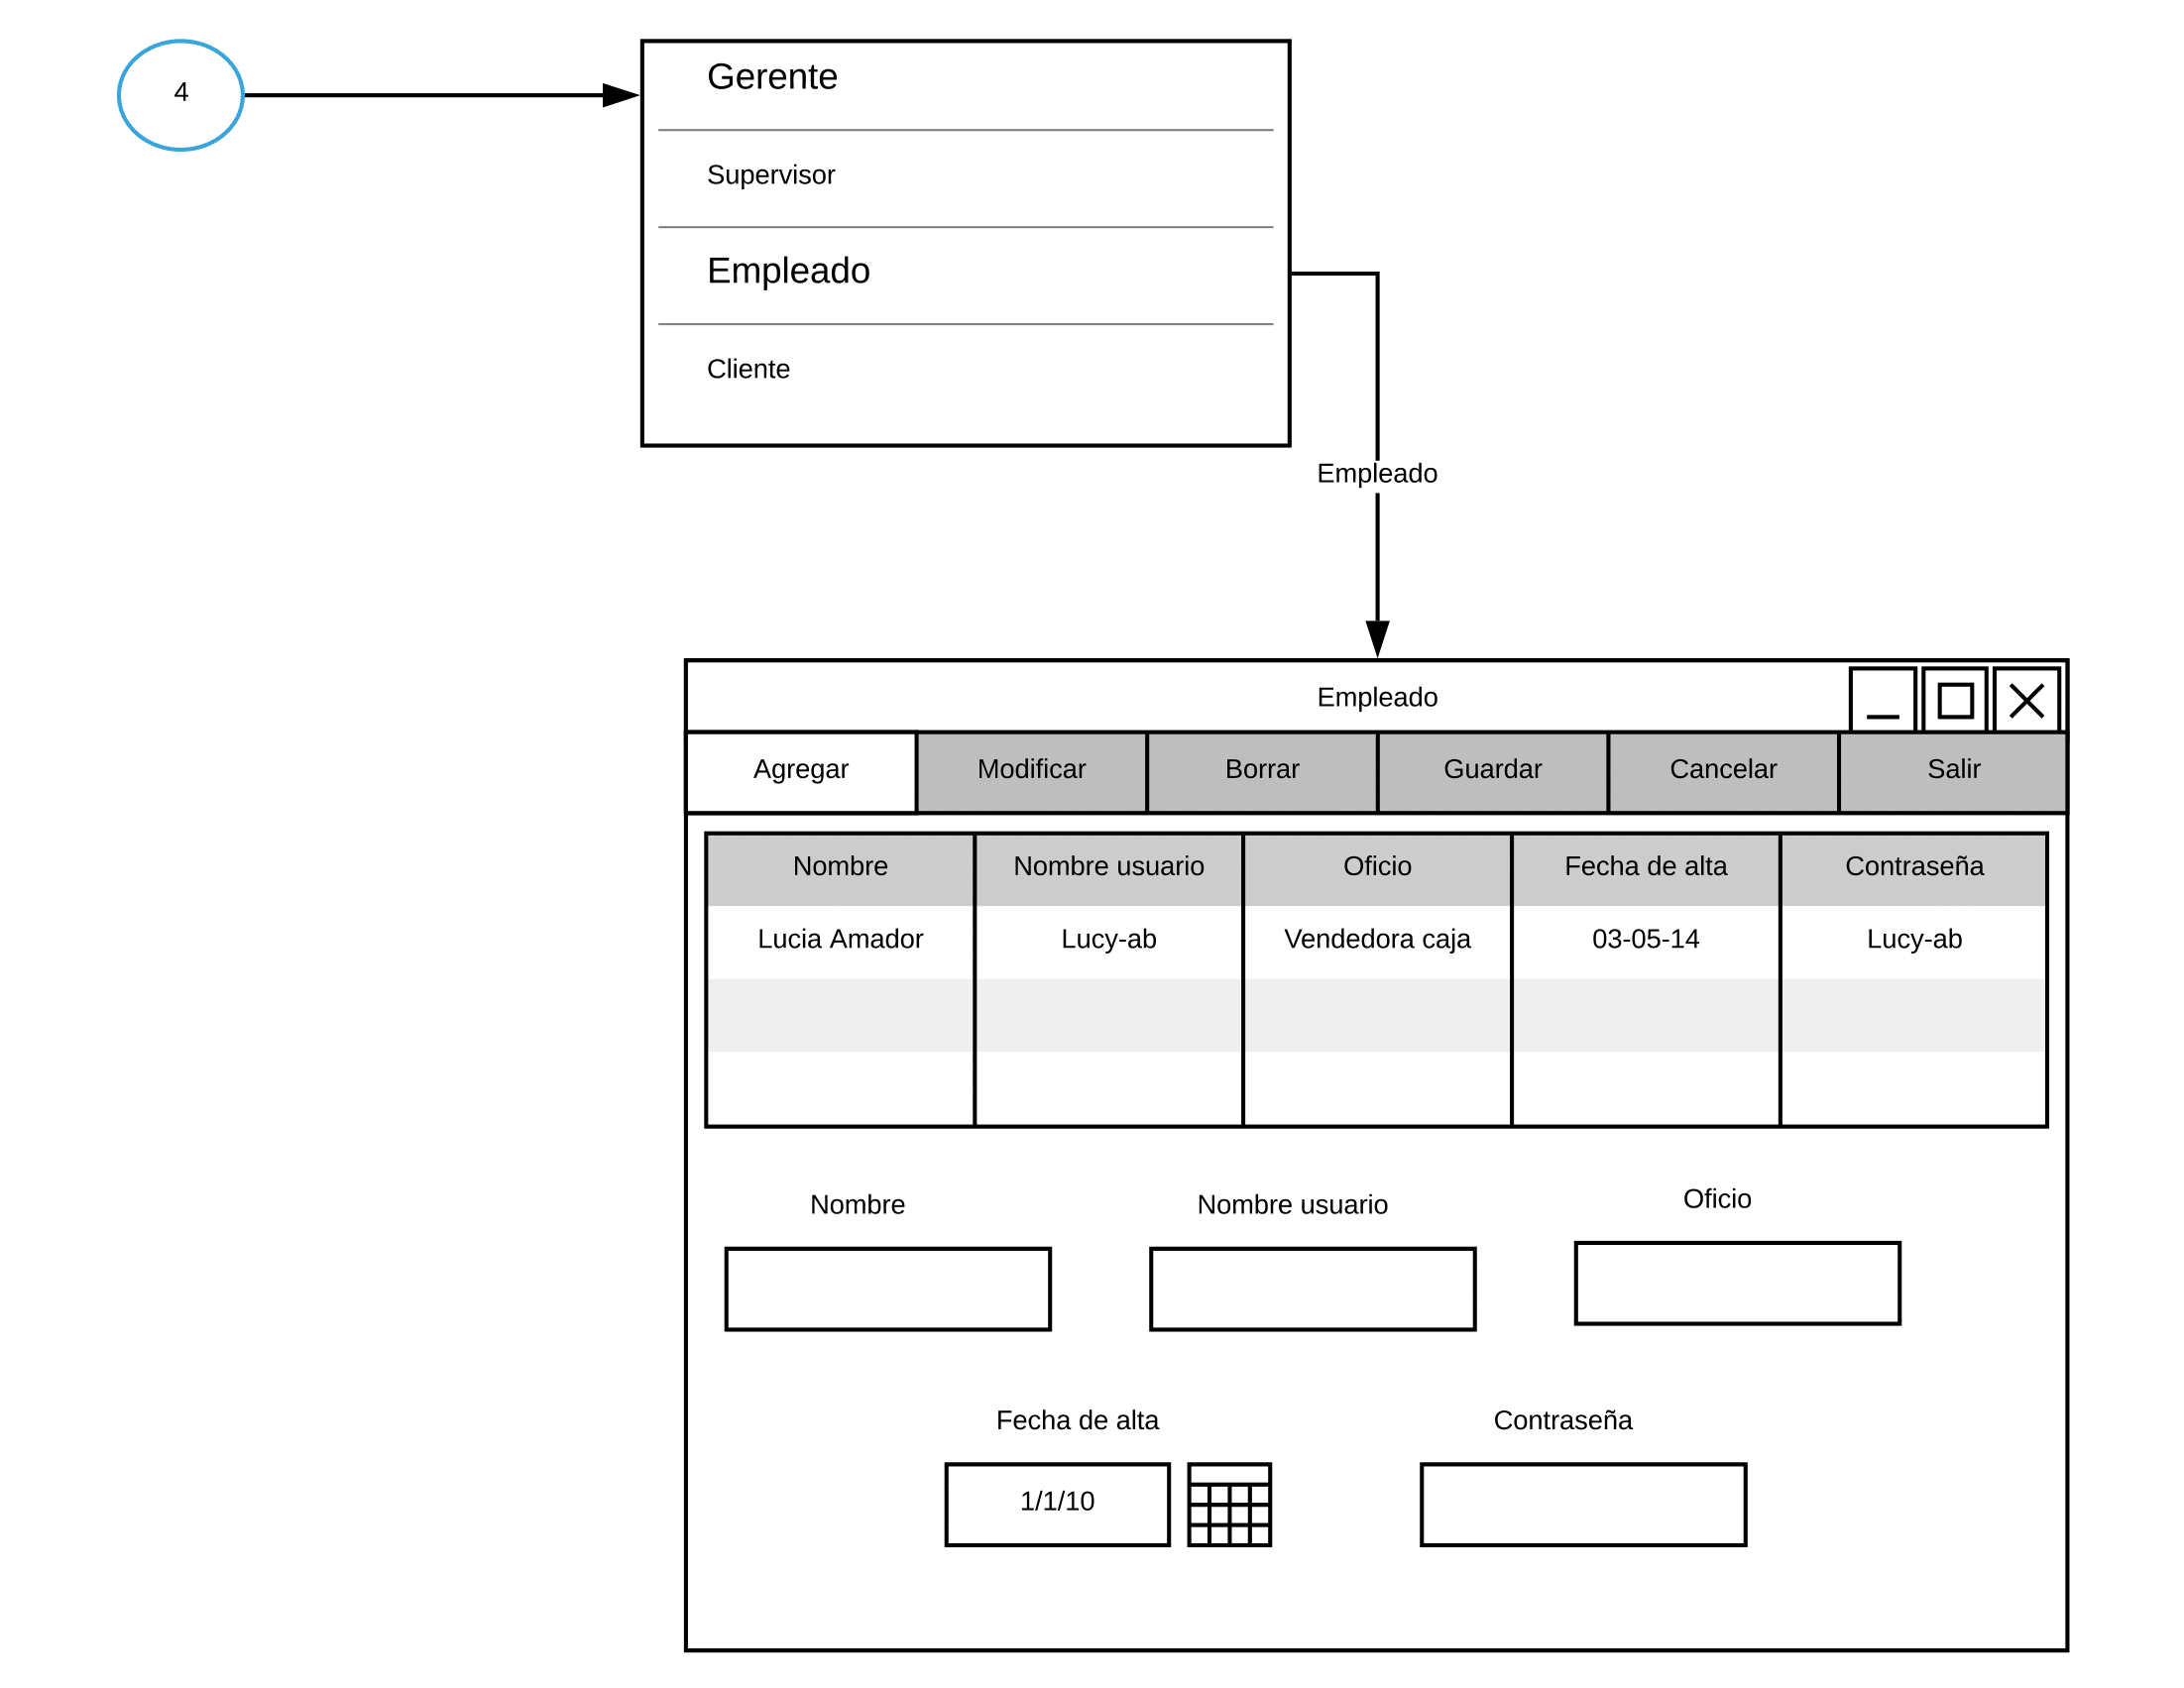 4
Gerente
Supervisor
Empleado
Cliente
Empleado
Empleado
Agregar Modificar Borrar Guardar Cancelar Salir
Nombre Nombre usuario Oficio Fecha de alta Contraseña
Lucia Amador Lucy-ab Vendedora caja 03-05-14 Lucy-ab
Nombre Nombre usuario Oficio
Fecha de alta Contraseña
1/1/10